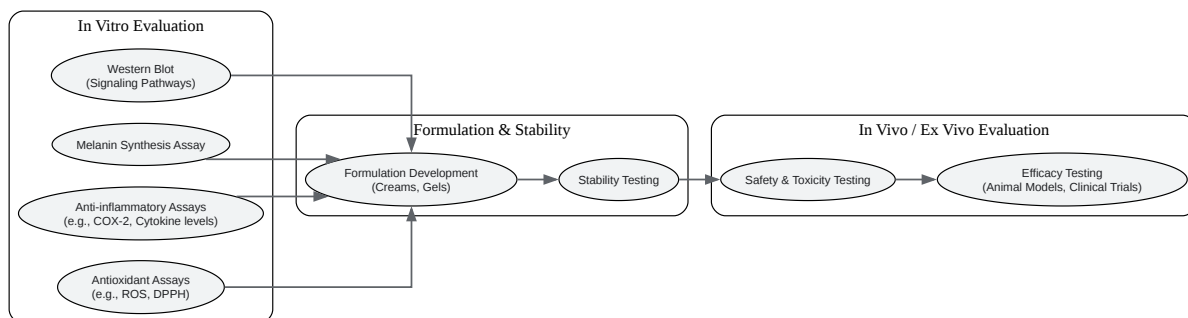 In Vitro Evaluation
Western Blot
(Signaling Pathways)
Melanin Synthesis Assay
Anti-inflammatory Assays
(e.g., COX-2, Cytokine levels)
Antioxidant Assays
(e.g., ROS, DPPH)
Formulation & Stability
Formulation Development
(Creams, Gels)
Stability Testing
In Vivo / Ex Vivo Evaluation
Safety & Toxicity Testing
Efficacy Testing
(Animal Models, Clinical Trials)